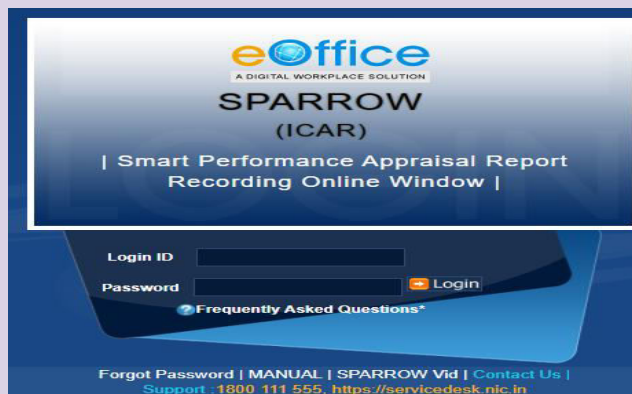 eOffice
A DIGITAL WORKPLACE SOLUTION
SPARROW
(ICAR)
| Smart Performance Appraisal Report
Recording Online Window |
LOGIN
Login ID
Password
Login
Frequently Asked Questions*
Forgot Password | MANUAL | SPARROW Vid | Contact Us |
Support :1800 111 555, https://servicedesk.nic.in